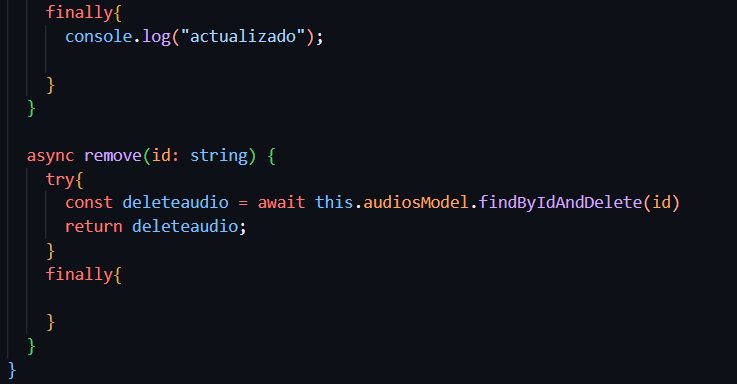 finally{
console.log("actualizado");
}
}
async remove(id: string) {
try{
const deleteaudio = await this.audiosModel.findByIdAndDelete(id)
return deleteaudio;
}
finally{
}
}
}